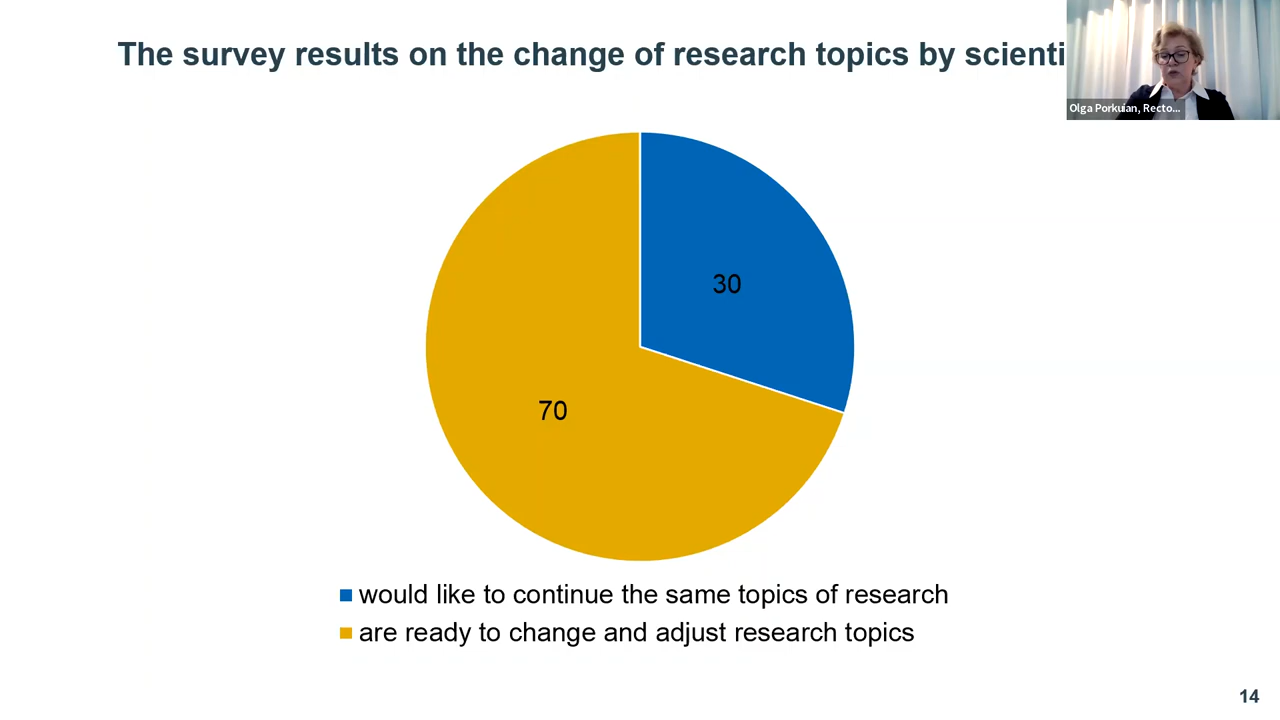 The survey results on the change of research topics by scienti
Olga Porkuian, Recto...
30
70
would like to continue the same topics of research
are ready to change and adjust research topics
14